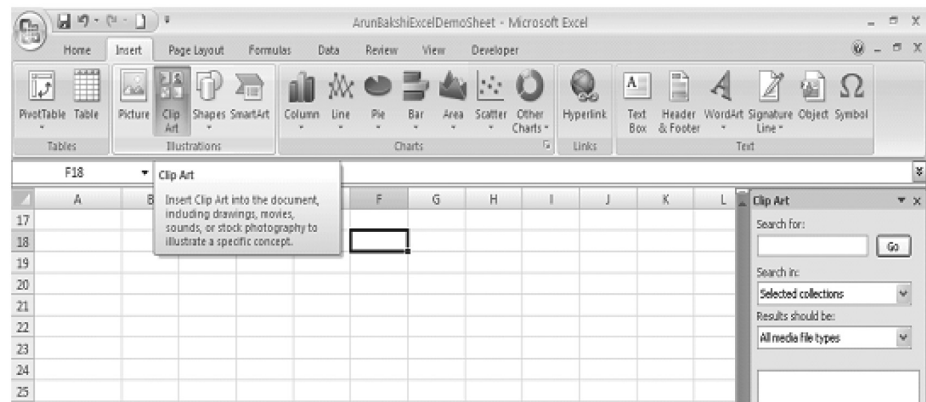 ArunBakshiExcelDemoSheet - Microsoft Excel
Home Insert Page Layout Formulas Data Review View Developer
PivotTable Table Picture Clip Art Shapes SmartArt Column Line Pie Bar Area Scatter Other Charts Hyperlink Text Box Header & Footer WordArt Signature Line Object Symbol
Tables Illustrations Charts Links Text
F18
Clip Art
Insert Clip Art into the document,
including drawings, movies,
sounds, or stock photography to
illustrate a specific concept.
A B F G H I J K L
17
18
19
20
21
22
23
24
25
Clip Art
Search for:
Go
Search in:
Selected collections
Results should be:
All media file types